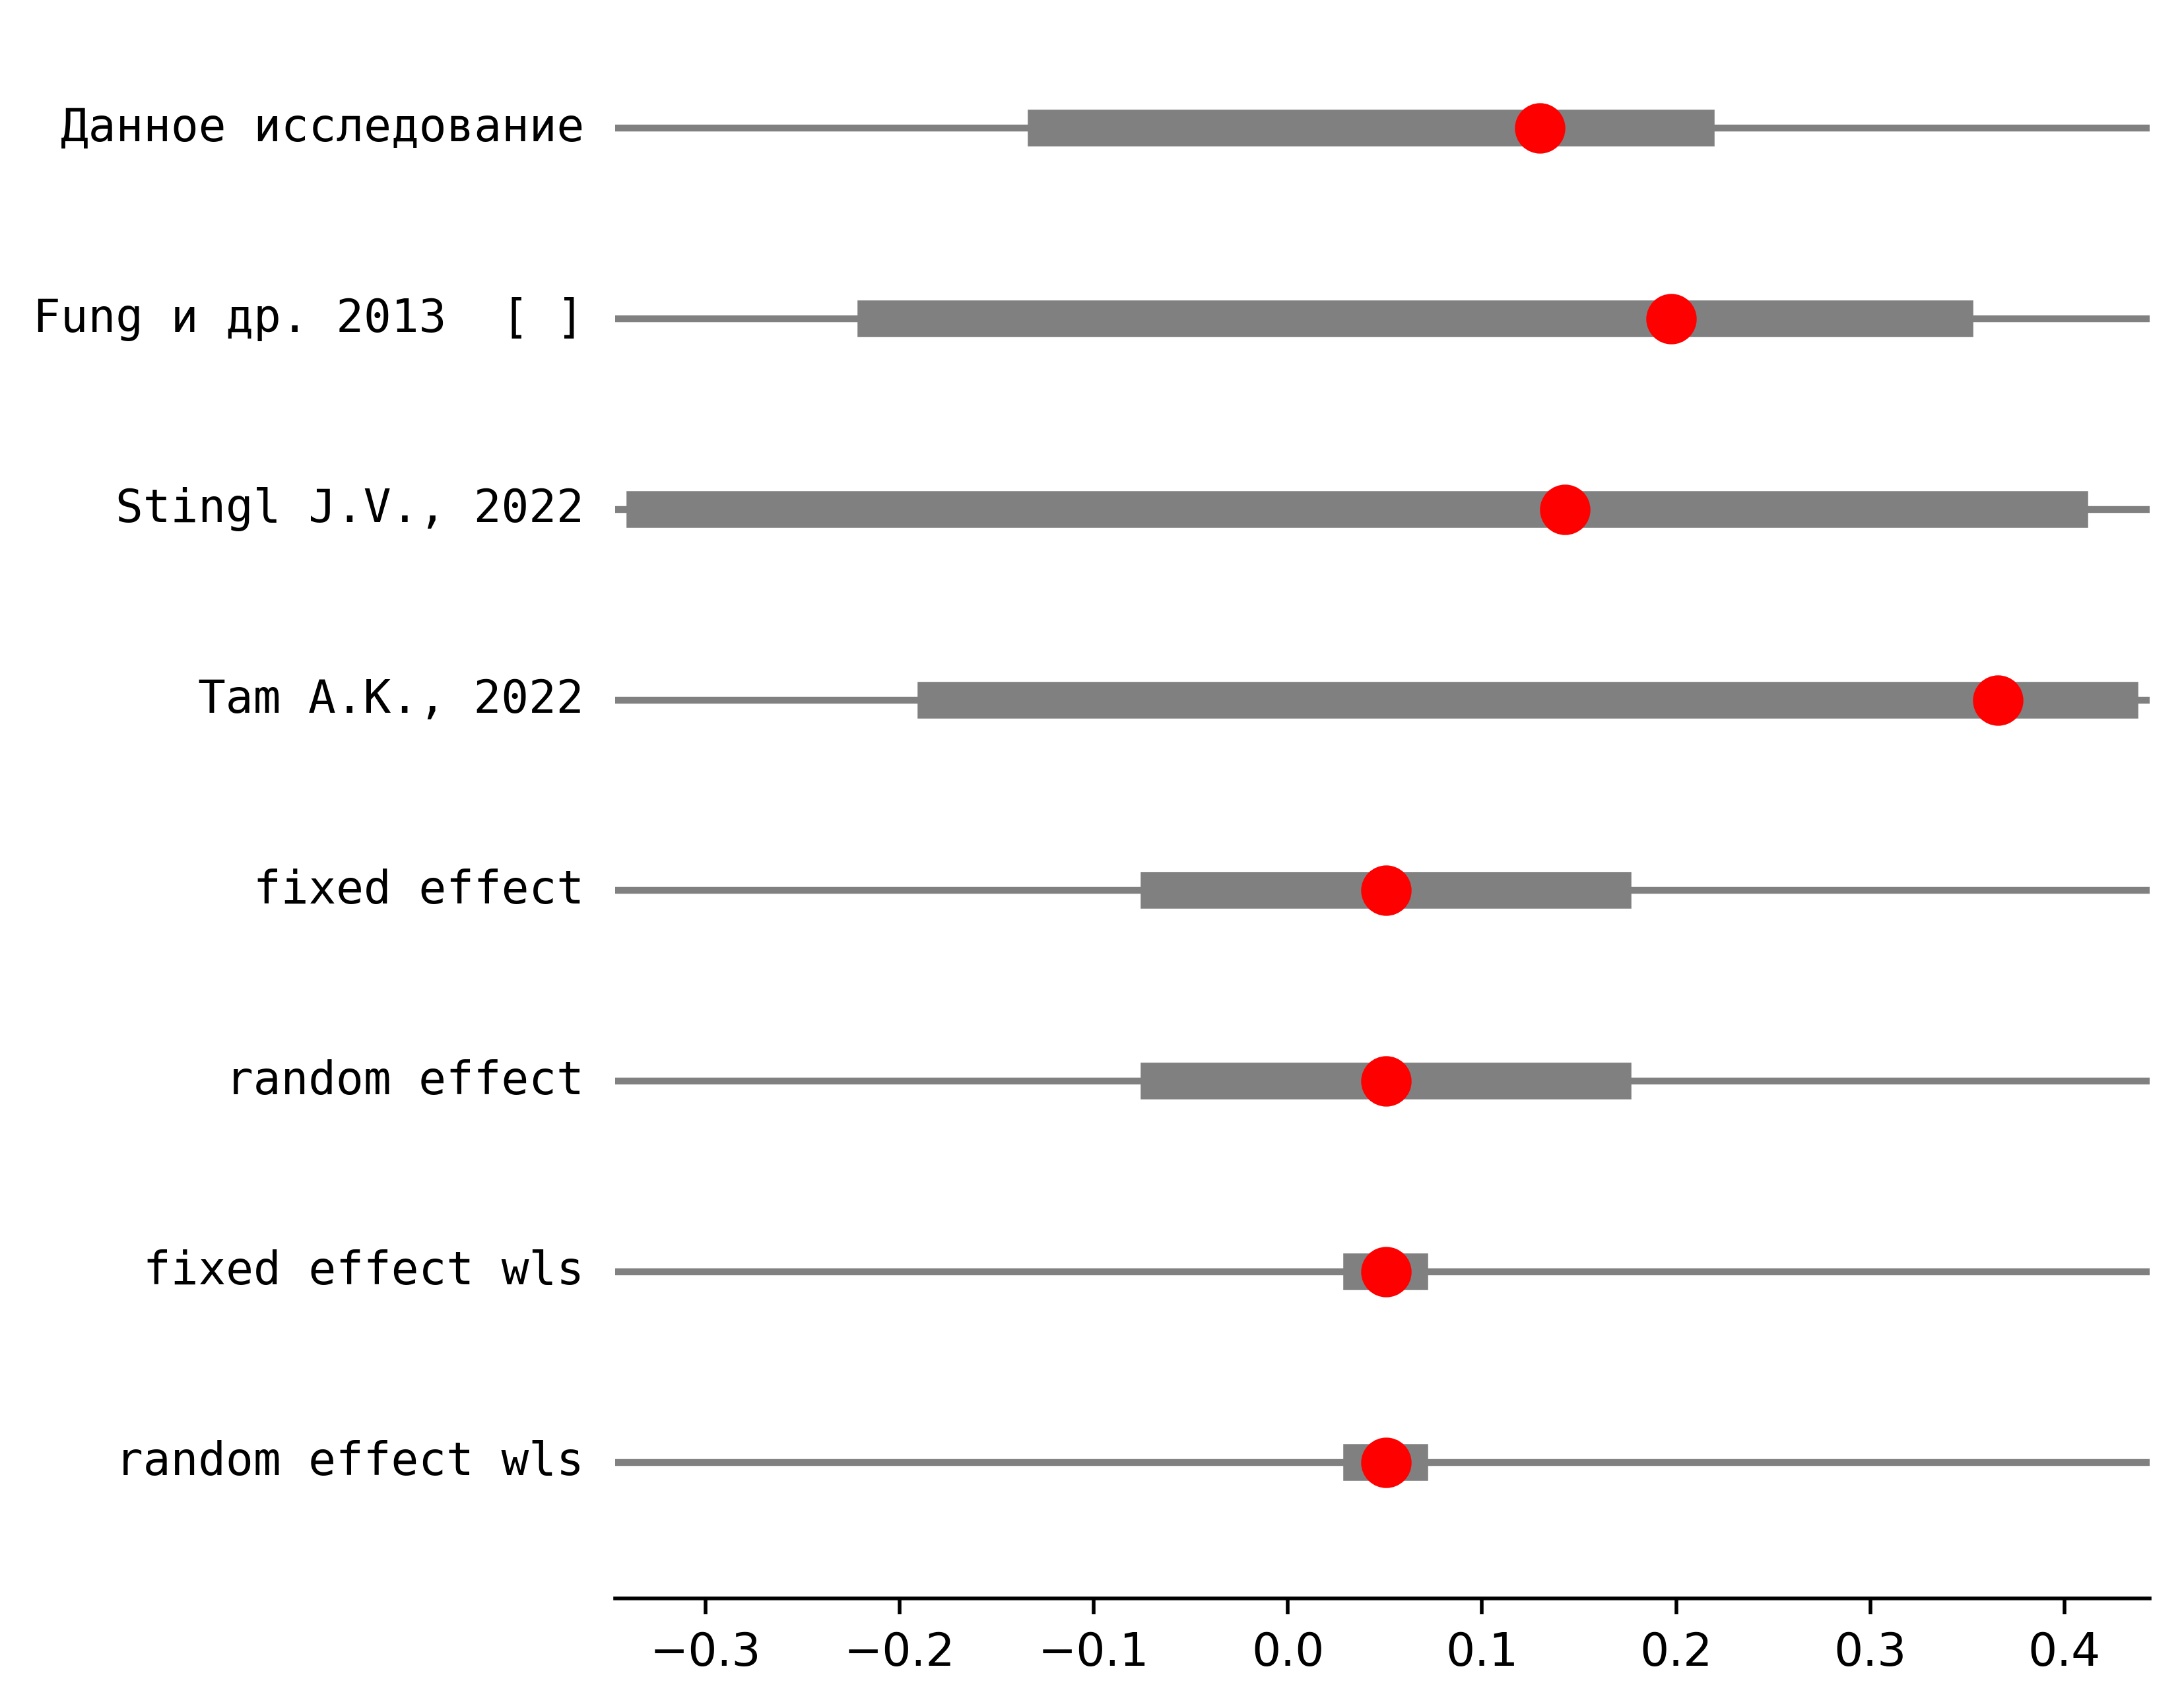 Данное исследование
Fung и др. 2013  [ ]
Stingl J.V., 2022
Tam A.K., 2022
fixed effect
random effect
fixed effect wls
random effect wls
−0.3 −0.2 −0.1 0.0 0.1 0.2 0.3 0.4